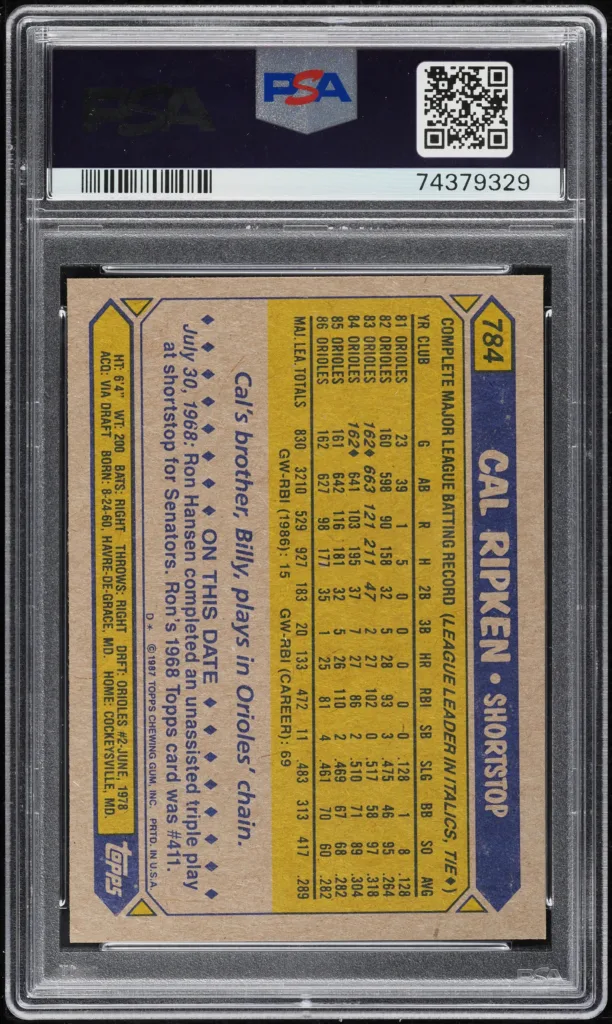 PSA
PSA
74379329
784
CAL RIPKEN • SHORTSTOP
COMPLETE MAJOR LEAGUE BATTING RECORD (LEAGUE LEADER IN ITALICS, TIE♦)
YR CLUB G AB R H 2B 3B HR RBI SB SLG BB SO AVG
81 ORIOLES 23 39 1 5 0 0 0 0 0 .128 1 8 .128
82 ORIOLES 160 598 90 158 32 5 28 93 3 .475 46 95 .264
83 ORIOLES 162♦ 663 121 211 47 2 27 102 0 .517 58 97 .318
84 ORIOLES 162♦ 641 103 195 37 7 27 86 2 .510 71 89 .304
85 ORIOLES 161 642 116 181 32 5 26 110 2 .469 67 68 .282
86 ORIOLES 162 627 98 177 35 1 25 81 4 .461 70 60 .282
MAJ. LEA. TOTALS 830 3210 529 927 183 20 133 472 11 .483 313 417 .289
GW-RBI (1986): 15 GW-RBI (CAREER): 69
Cal's brother, Billy, plays in Orioles' chain.
♦ ♦ ♦ ♦ ♦ ♦ ♦ ♦ ON THIS DATE ♦ ♦ ♦ ♦ ♦ ♦ ♦ ♦
July 30, 1968: Ron Hansen completed an unassisted triple play
at shortstop for Senators. Ron's 1968 Topps card was #411.
D * © 1987 TOPPS CHEWING GUM, INC. PRTD. IN U.S.A.
HT: 6'4" WT: 200 BATS: RIGHT THROWS: RIGHT DRFT: ORIOLES #2-JUNE, 1978
ACQ: VIA DRAFT BORN: 8-24-60, HAVRE-DE-GRACE, MD. HOME: COCKEYSVILLE, MD.
topps
PSA